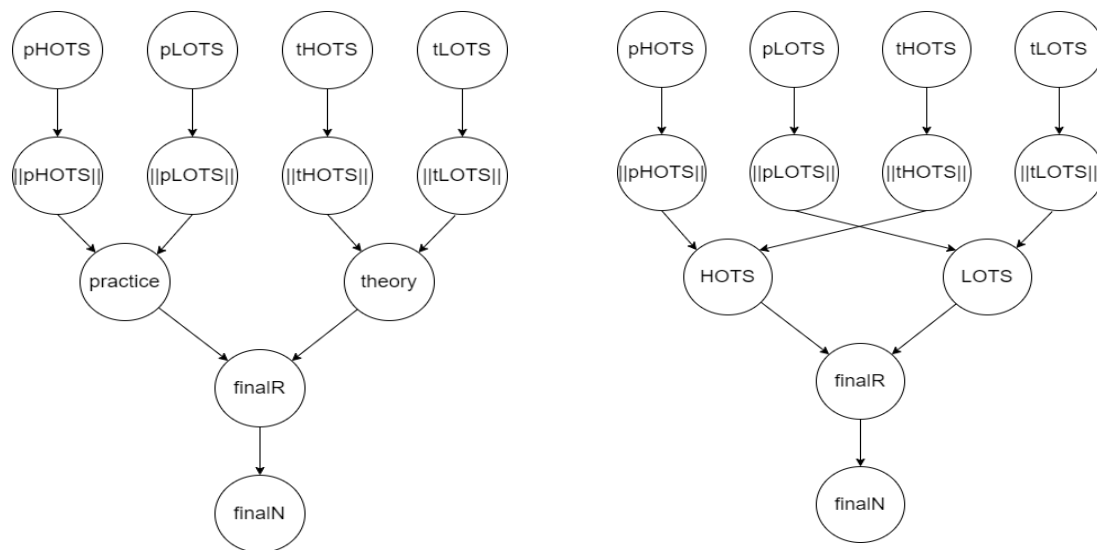 pHOTS pLOTS tHOTS tLOTS
||pHOTS|| ||pLOTS|| ||tHOTS|| ||tLOTS||
practice theory
finalR
finalN
pHOTS pLOTS tHOTS tLOTS
||pHOTS|| ||pLOTS|| ||tHOTS|| ||tLOTS||
HOTS LOTS
finalR
finalN